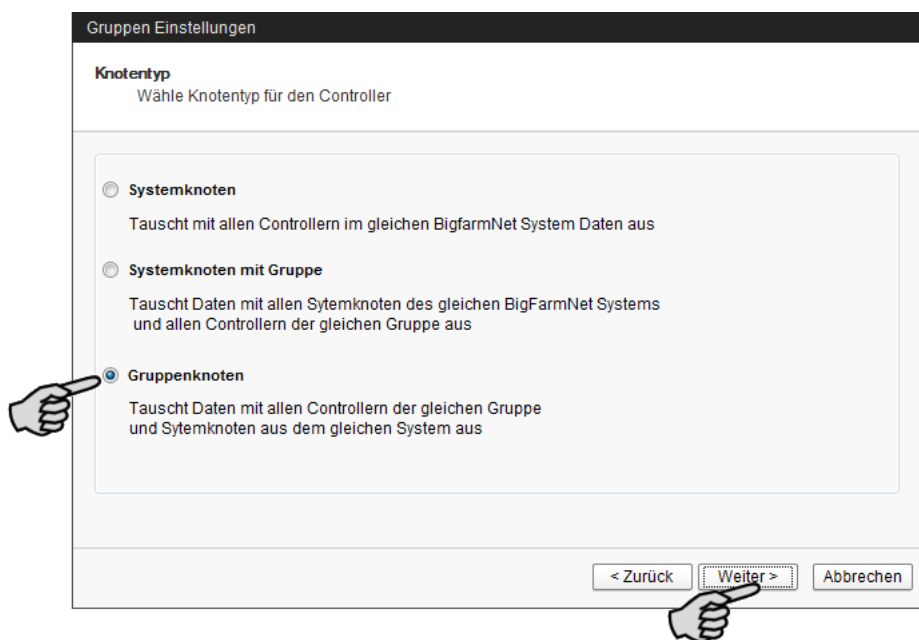 Gruppen Einstellungen
Knotentyp
Wähle Knotentyp für den Controller
Systemknoten
Tauscht mit allen Controllern im gleichen BigfarmNet System Daten aus
Systemknoten mit Gruppe
Tauscht Daten mit allen Sytemknoten des gleichen BigFarmNet Systems
und allen Controllern der gleichen Gruppe aus
Gruppenknoten
Tauscht Daten mit allen Controllern der gleichen Gruppe
und Sytemknoten aus dem gleichen System aus
< Zurück Weiter > Abbrechen